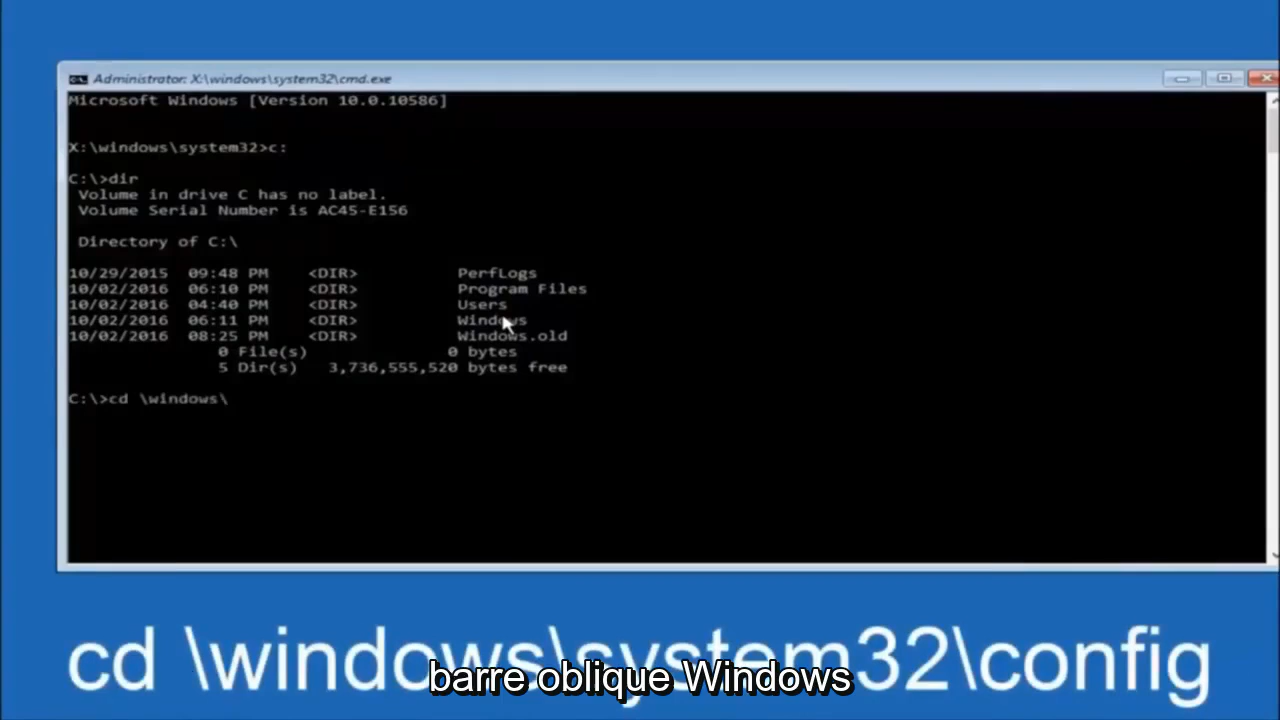 Administrator: X:\windows\system32\cmd.exe
Microsoft Windows [Version 10.0.10586]
X:\windows\system32>c:
C:\>dir
Volume in drive C has no label.
Volume Serial Number is AC45-E156
Directory of C:\
10/29/2015 09:48 PM <DIR> PerfLogs
10/02/2016 06:10 PM <DIR> Program Files
10/02/2016 04:40 PM <DIR> Users
10/02/2016 06:11 PM <DIR> Windows
10/02/2016 08:25 PM <DIR> Windows.old
0 File(s) 0 bytes
5 Dir(s) 3,736,555,520 bytes free
C:\>cd \windows\
cd \windows\system32\config
barre oblique Windows